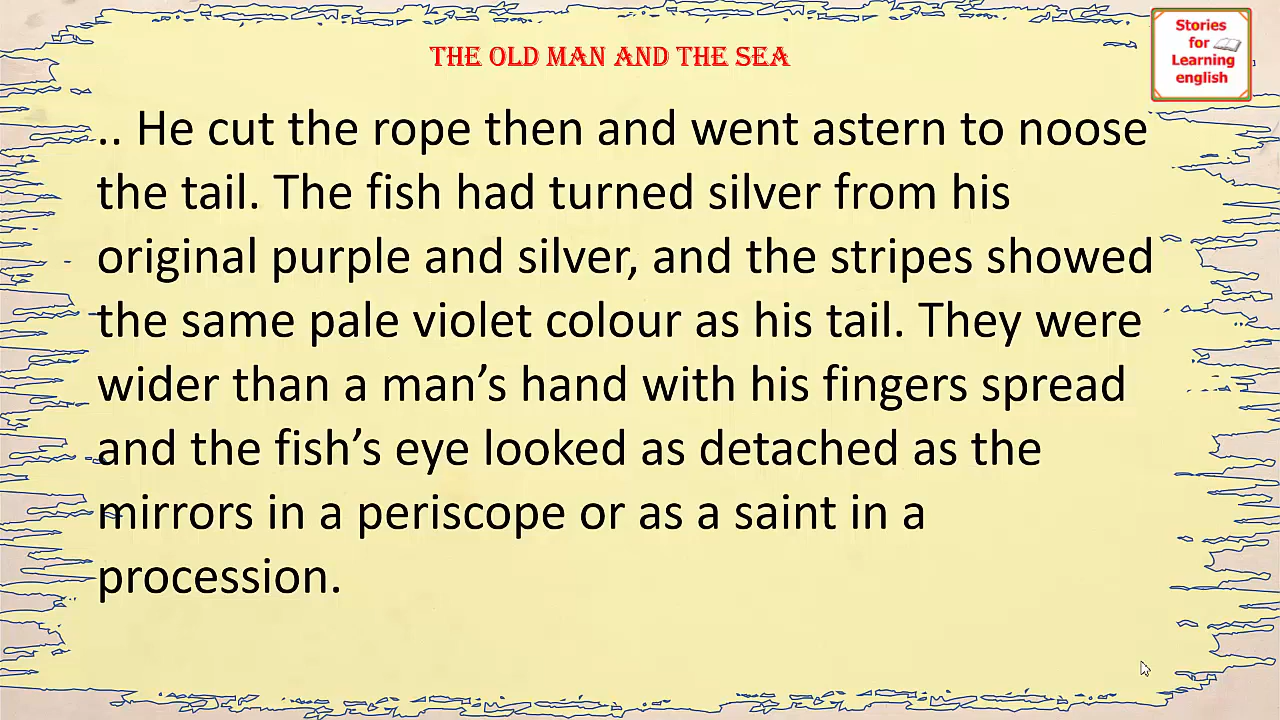 THE OLD MAN AND THE SEA
Stories
for
Learning
english
.. He cut the rope then and went astern to noose
the tail. The fish had turned silver from his
original purple and silver, and the stripes showed
the same pale violet colour as his tail. They were
wider than a man’s hand with his fingers spread
and the fish’s eye looked as detached as the
mirrors in a periscope or as a saint in a
procession.